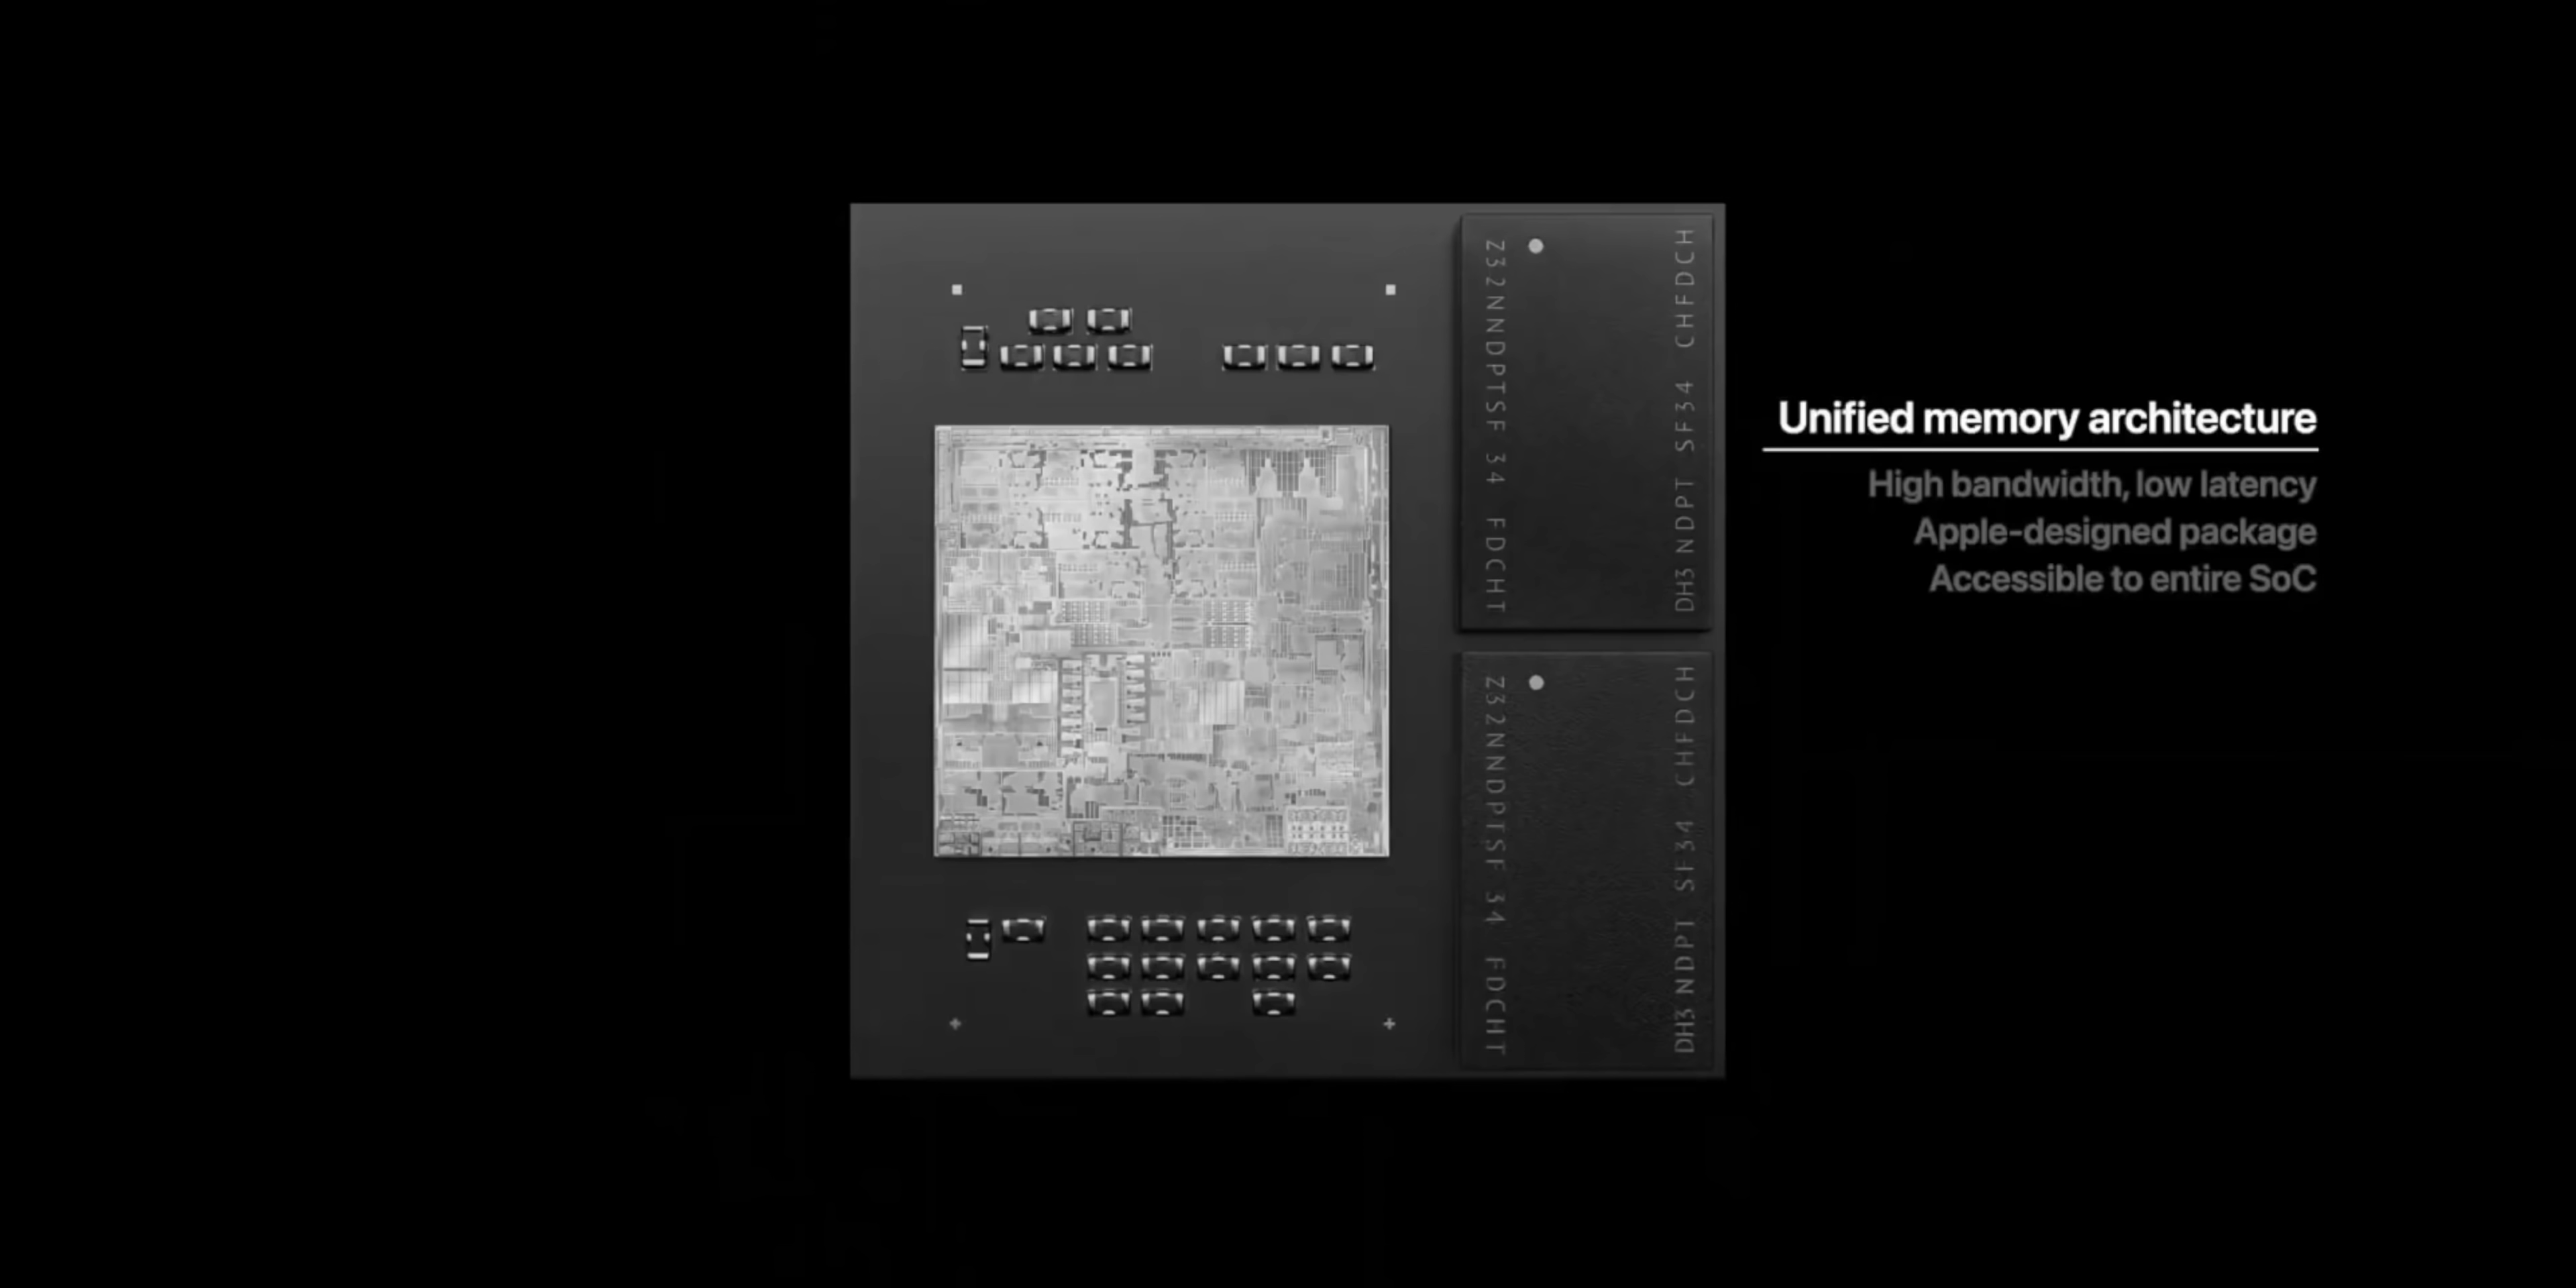 Z32NNDPTSF 34 FDCHT
DH3 NDPT SF34 CHFDCH
Z32NNDPTSF 34 FDCHT
DH3 NDPT SF34 CHFDCH
Unified memory architecture
High bandwidth, low latency
Apple-designed package
Accessible to entire SoC